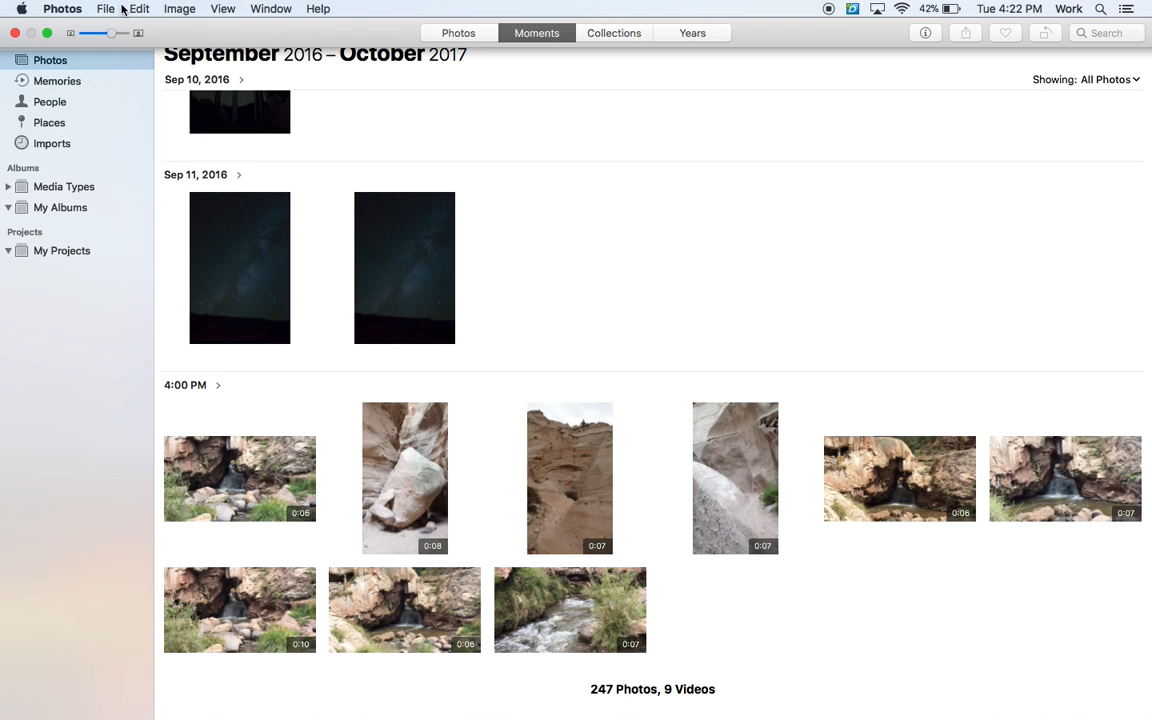 Photos File Edit Image View Window Help 42% Tue 4:22 PM Work
Photos Moments Collections Years Search
Photos
Memories
People
Places
Imports
Albums
Media Types
My Albums
Projects
My Projects
September 2016 – October 2017
Sep 10, 2016 Showing: All Photos
Sep 11, 2016
4:00 PM
0:06 0:08 0:07 0:07 0:06 0:07
0:10 0:06 0:07
247 Photos, 9 Videos